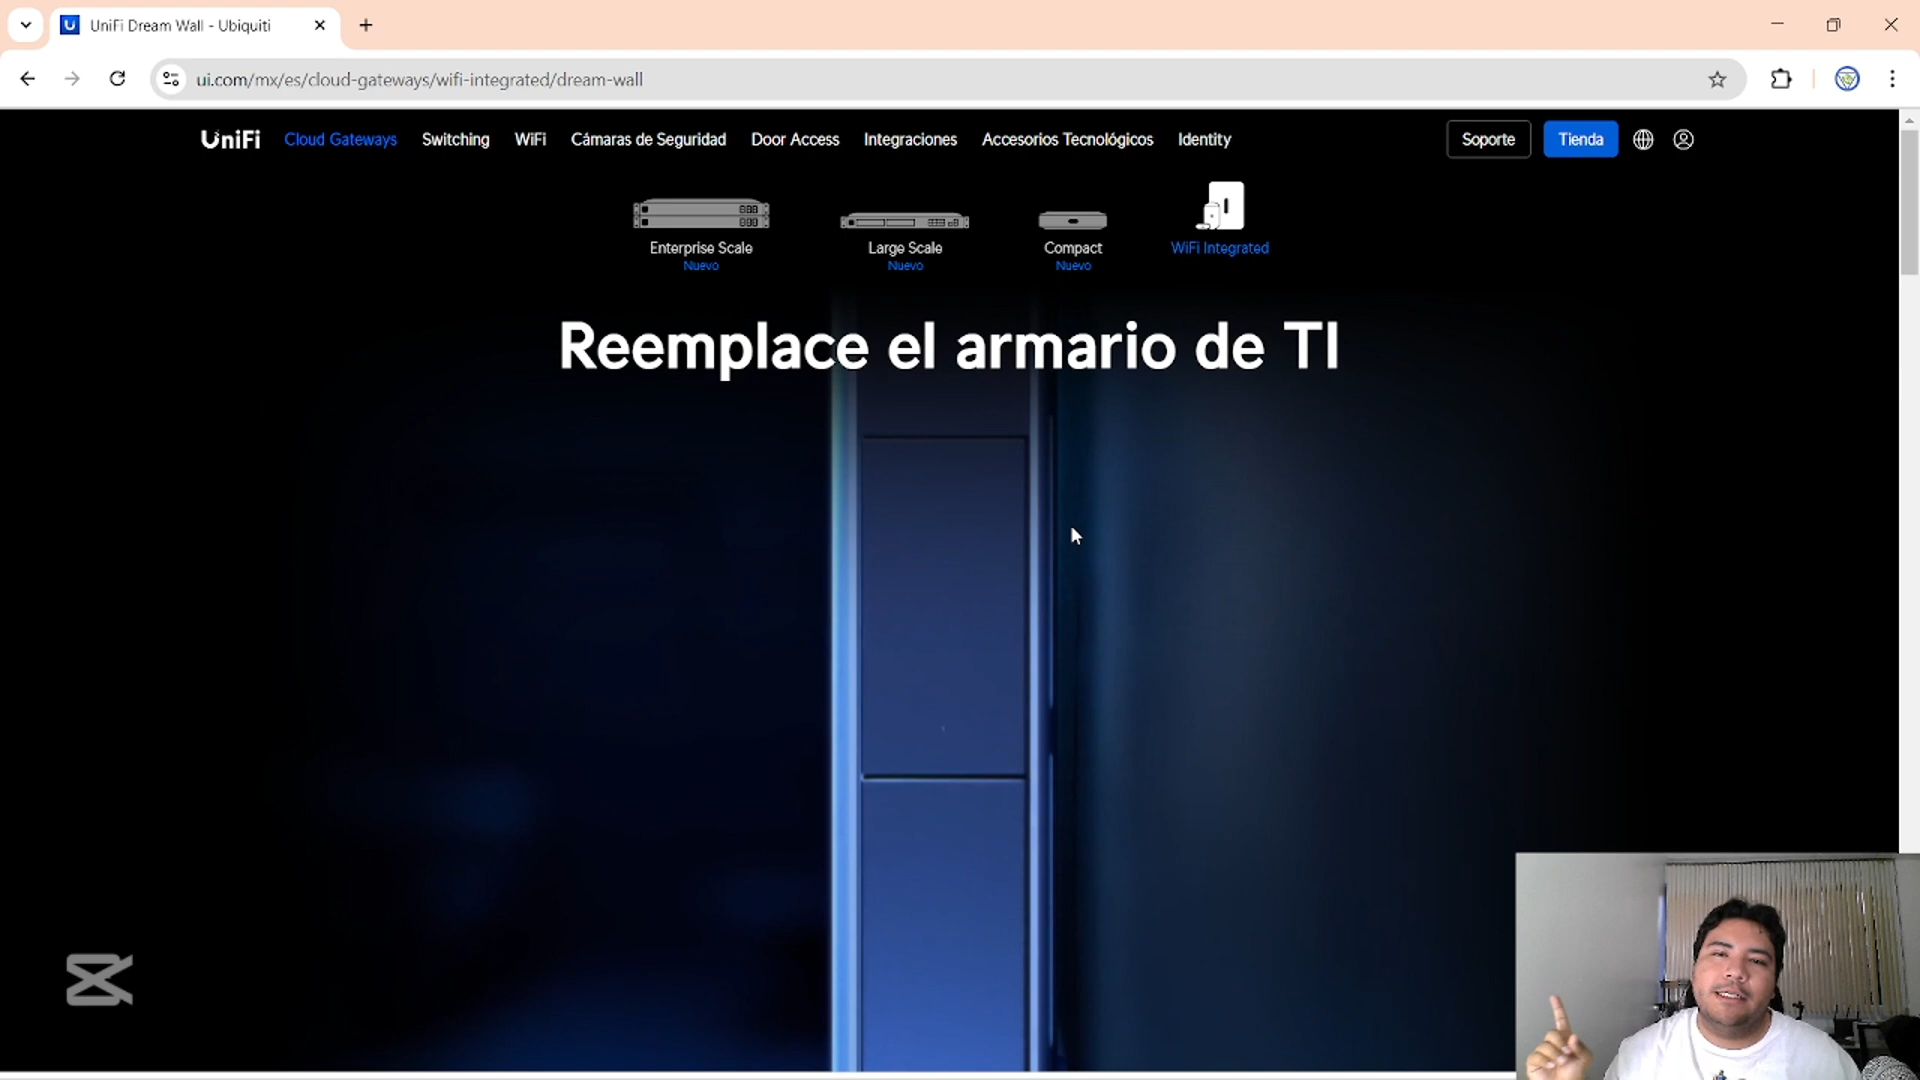 UniFi Dream Wall - Ubiquiti
ui.com/mx/es/cloud-gateways/wifi-integrated/dream-wall
UniFi Cloud Gateways Switching WiFi Cámaras de Seguridad Door Access Integraciones Accesorios Tecnológicos Identity Soporte Tienda
Enterprise Scale Large Scale Compact WiFi Integrated
Nuevo Nuevo Nuevo
Reemplace el armario de TI